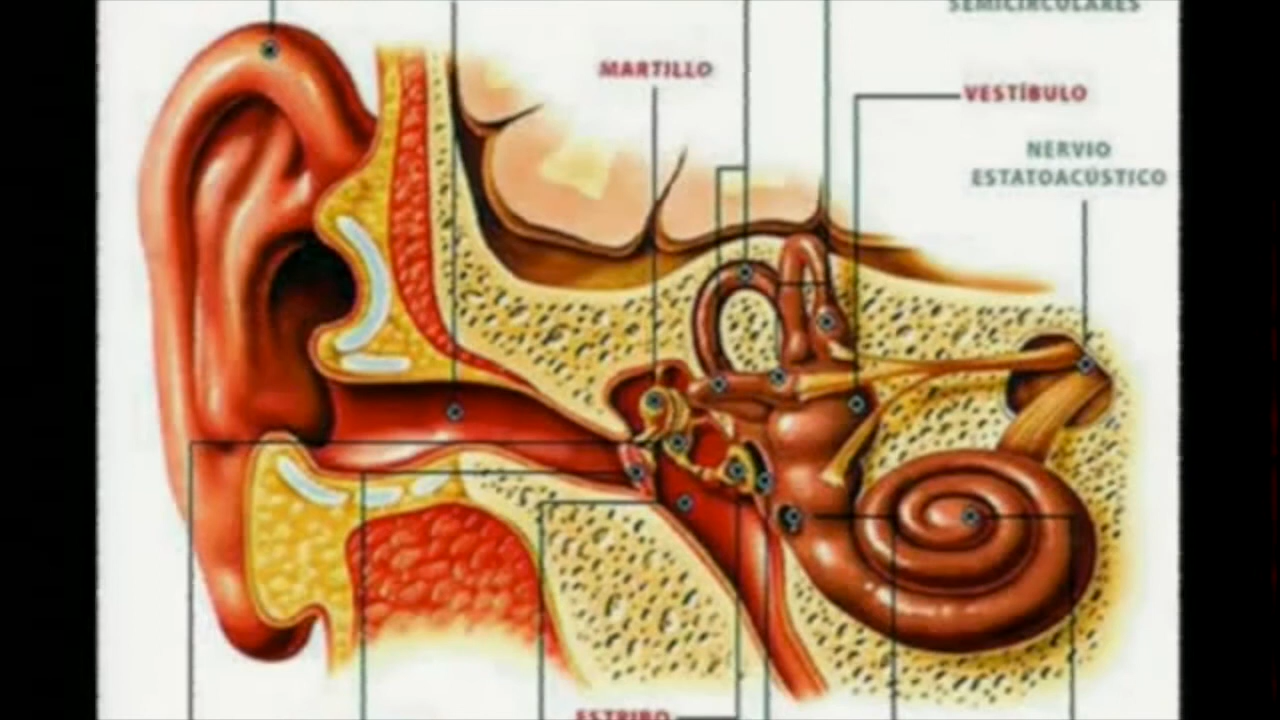 SEMICIRCULARES
MARTILLO
VESTÍBULO
NERVIO
ESTATOACÚSTICO
ESTRIBO